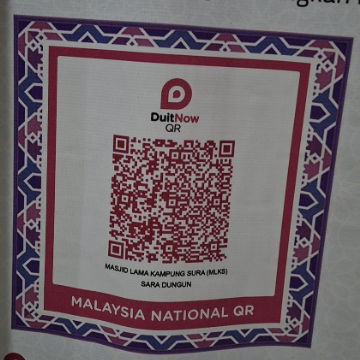 DuitNow
QR
MASJID LAMA KAMPUNG SURA (MLKS)
SARA DUNGUN
MALAYSIA NATIONAL QR